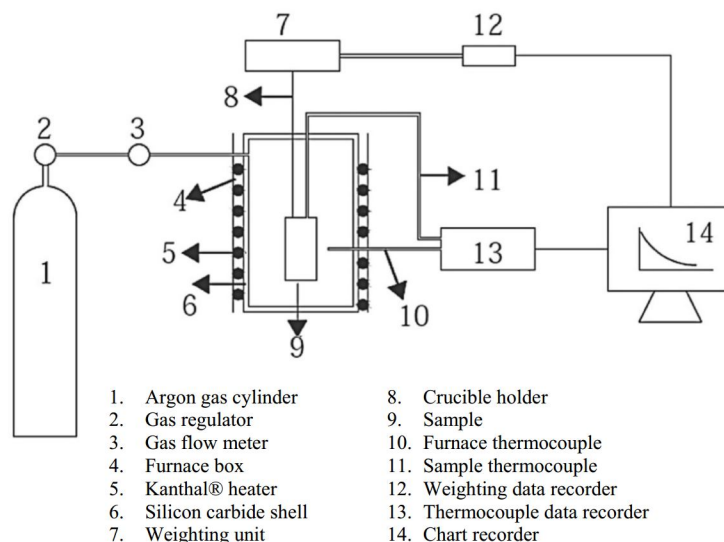 7
12
8
2
3
4
11
14
1
5
13
6
10
9
1. Argon gas cylinder
2. Gas regulator
3. Gas flow meter
4. Furnace box
5. Kanthal® heater
6. Silicon carbide shell
7. Weighting unit
8. Crucible holder
9. Sample
10. Furnace thermocouple
11. Sample thermocouple
12. Weighting data recorder
13. Thermocouple data recorder
14. Chart recorder